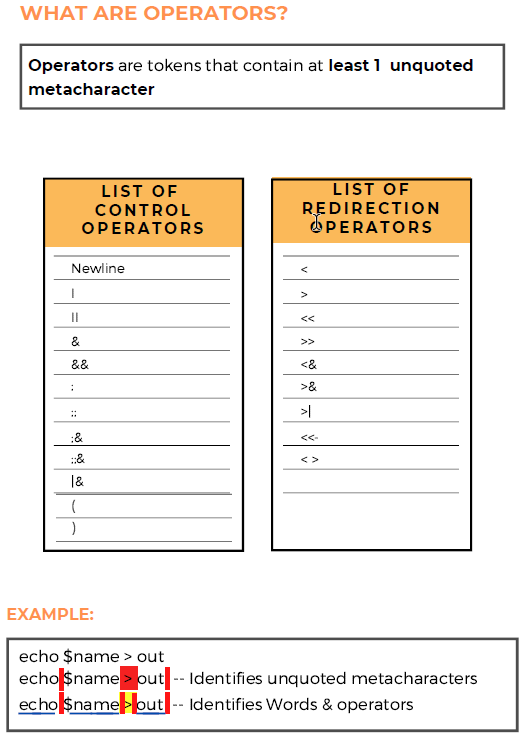 WHAT ARE OPERATORS?
Operators are tokens that contain at least 1 unquoted
metacharacter
LIST OF
CONTROL
OPERATORS
Newline
|
||
&
&&
;
;;
;&
;;&
|&
(
)
LIST OF
REDIRECTION
OPERATORS
<
>
<<
>>
<&
>&
>|
<<-
< >
EXAMPLE:
echo $name > out
echo $name > out -- Identifies unquoted metacharacters
echo $name > out -- Identifies Words & operators